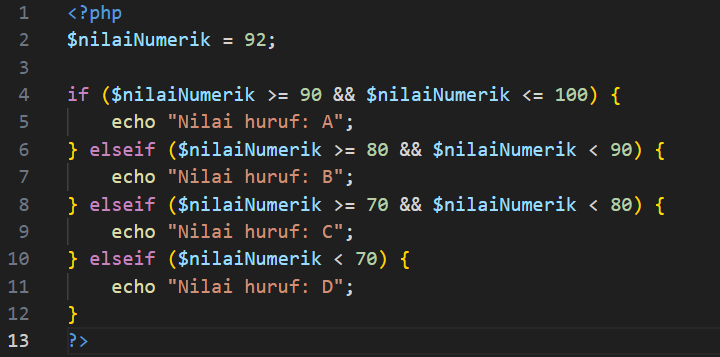 1 <?php
2 $nilaiNumerik = 92;
3
4 if ($nilaiNumerik >= 90 && $nilaiNumerik <= 100) {
5     echo "Nilai huruf: A";
6 } elseif ($nilaiNumerik >= 80 && $nilaiNumerik < 90) {
7     echo "Nilai huruf: B";
8 } elseif ($nilaiNumerik >= 70 && $nilaiNumerik < 80) {
9     echo "Nilai huruf: C";
10 } elseif ($nilaiNumerik < 70) {
11     echo "Nilai huruf: D";
12 }
13 ?>